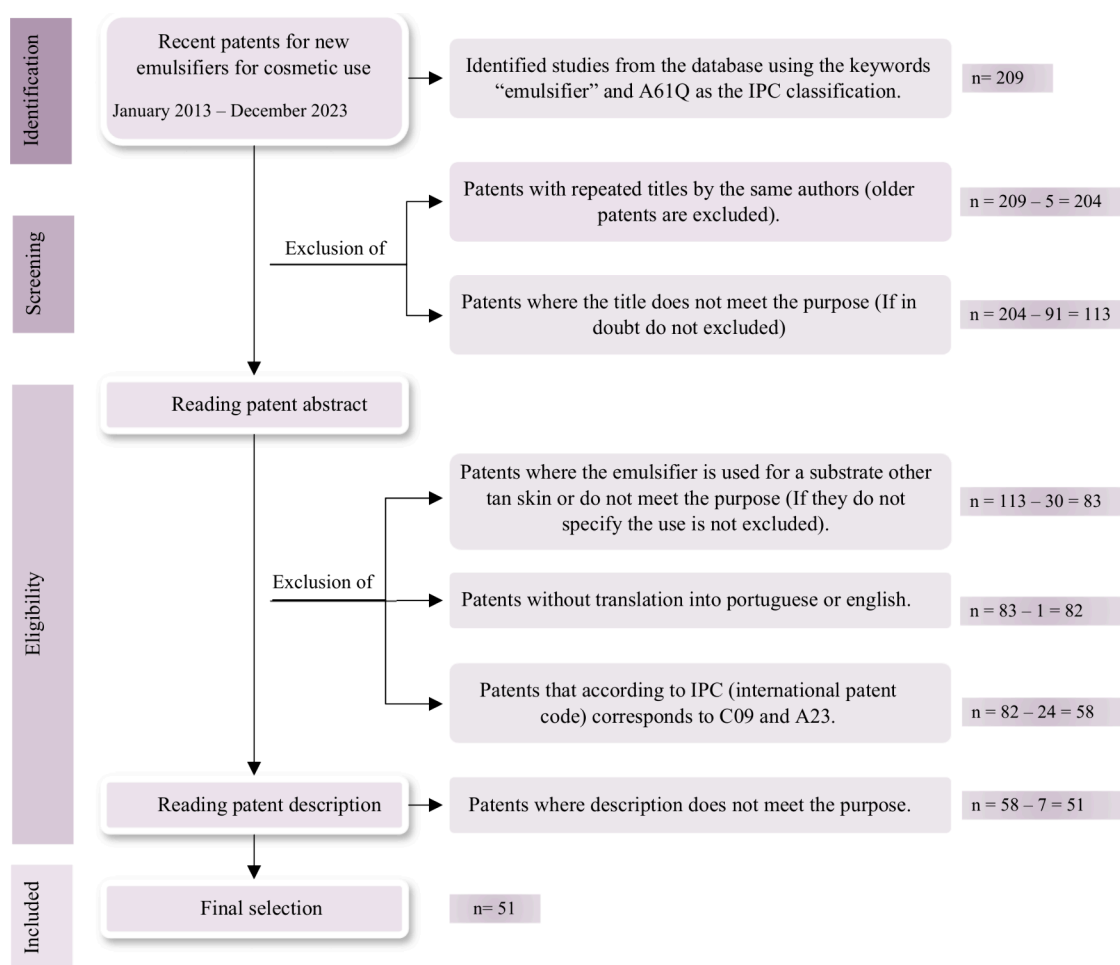 Identification
Recent patents for new
emulsifiers for cosmetic use
January 2013 – December 2023
Identified studies from the database using the keywords
“emulsifier” and A61Q as the IPC classification.
n= 209
Screening
Exclusion of
Patents with repeated titles by the same authors (older
patents are excluded).
n = 209 – 5 = 204
Patents where the title does not meet the purpose (If in
doubt do not excluded)
n = 204 – 91 = 113
Eligibility
Reading patent abstract
Exclusion of
Patents where the emulsifier is used for a substrate other
tan skin or do not meet the purpose (If they do not
specify the use is not excluded).
n = 113 – 30 = 83
Patents without translation into portuguese or english.
n = 83 – 1 = 82
Patents that according to IPC (international patent
code) corresponds to C09 and A23.
n = 82 – 24 = 58
Reading patent description
Patents where description does not meet the purpose.
n = 58 – 7 = 51
Included
Final selection
n= 51